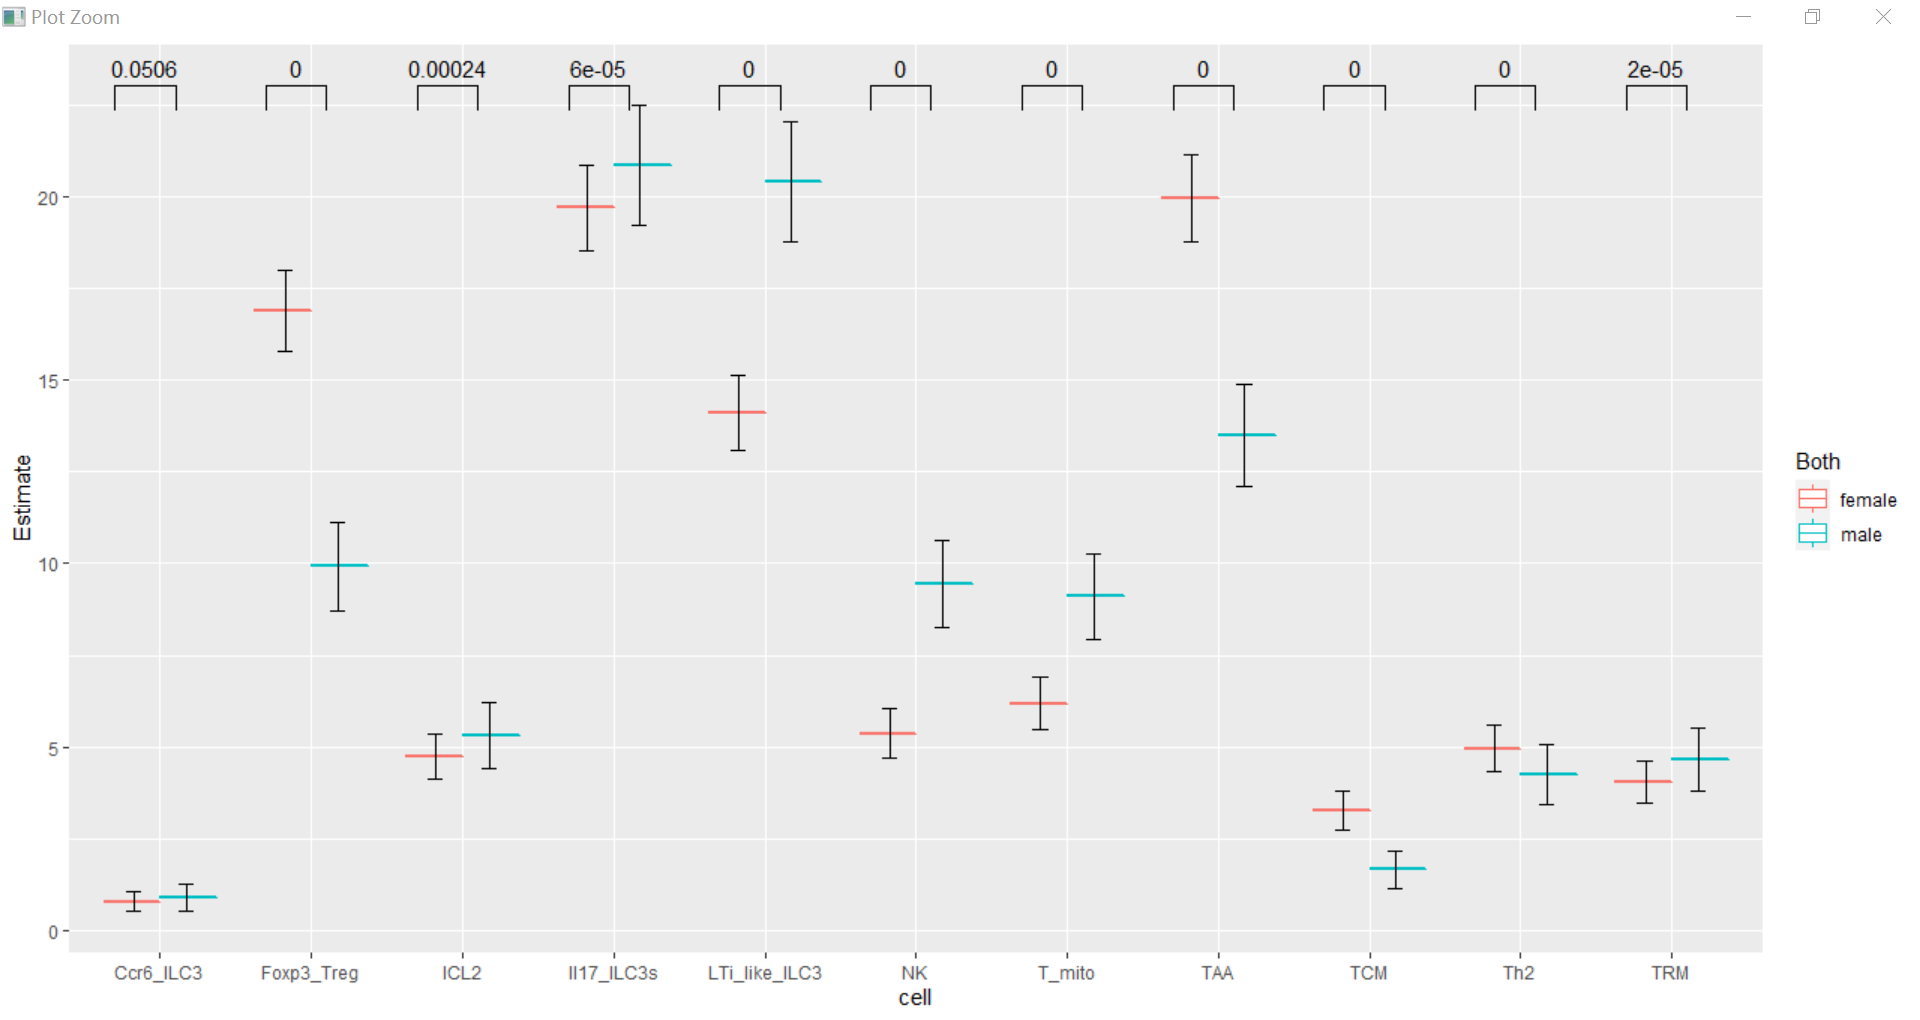 Plot Zoom
0.0506 0 0.00024 6e-05 0 0 0 0 0 0 2e-05
20
15
10
5
0
Estimate
Ccr6_ILC3 Foxp3_Treg ICL2 Il17_ILC3s LTi_like_ILC3 NK T_mito TAA TCM Th2 TRM
cell
Both
female
male